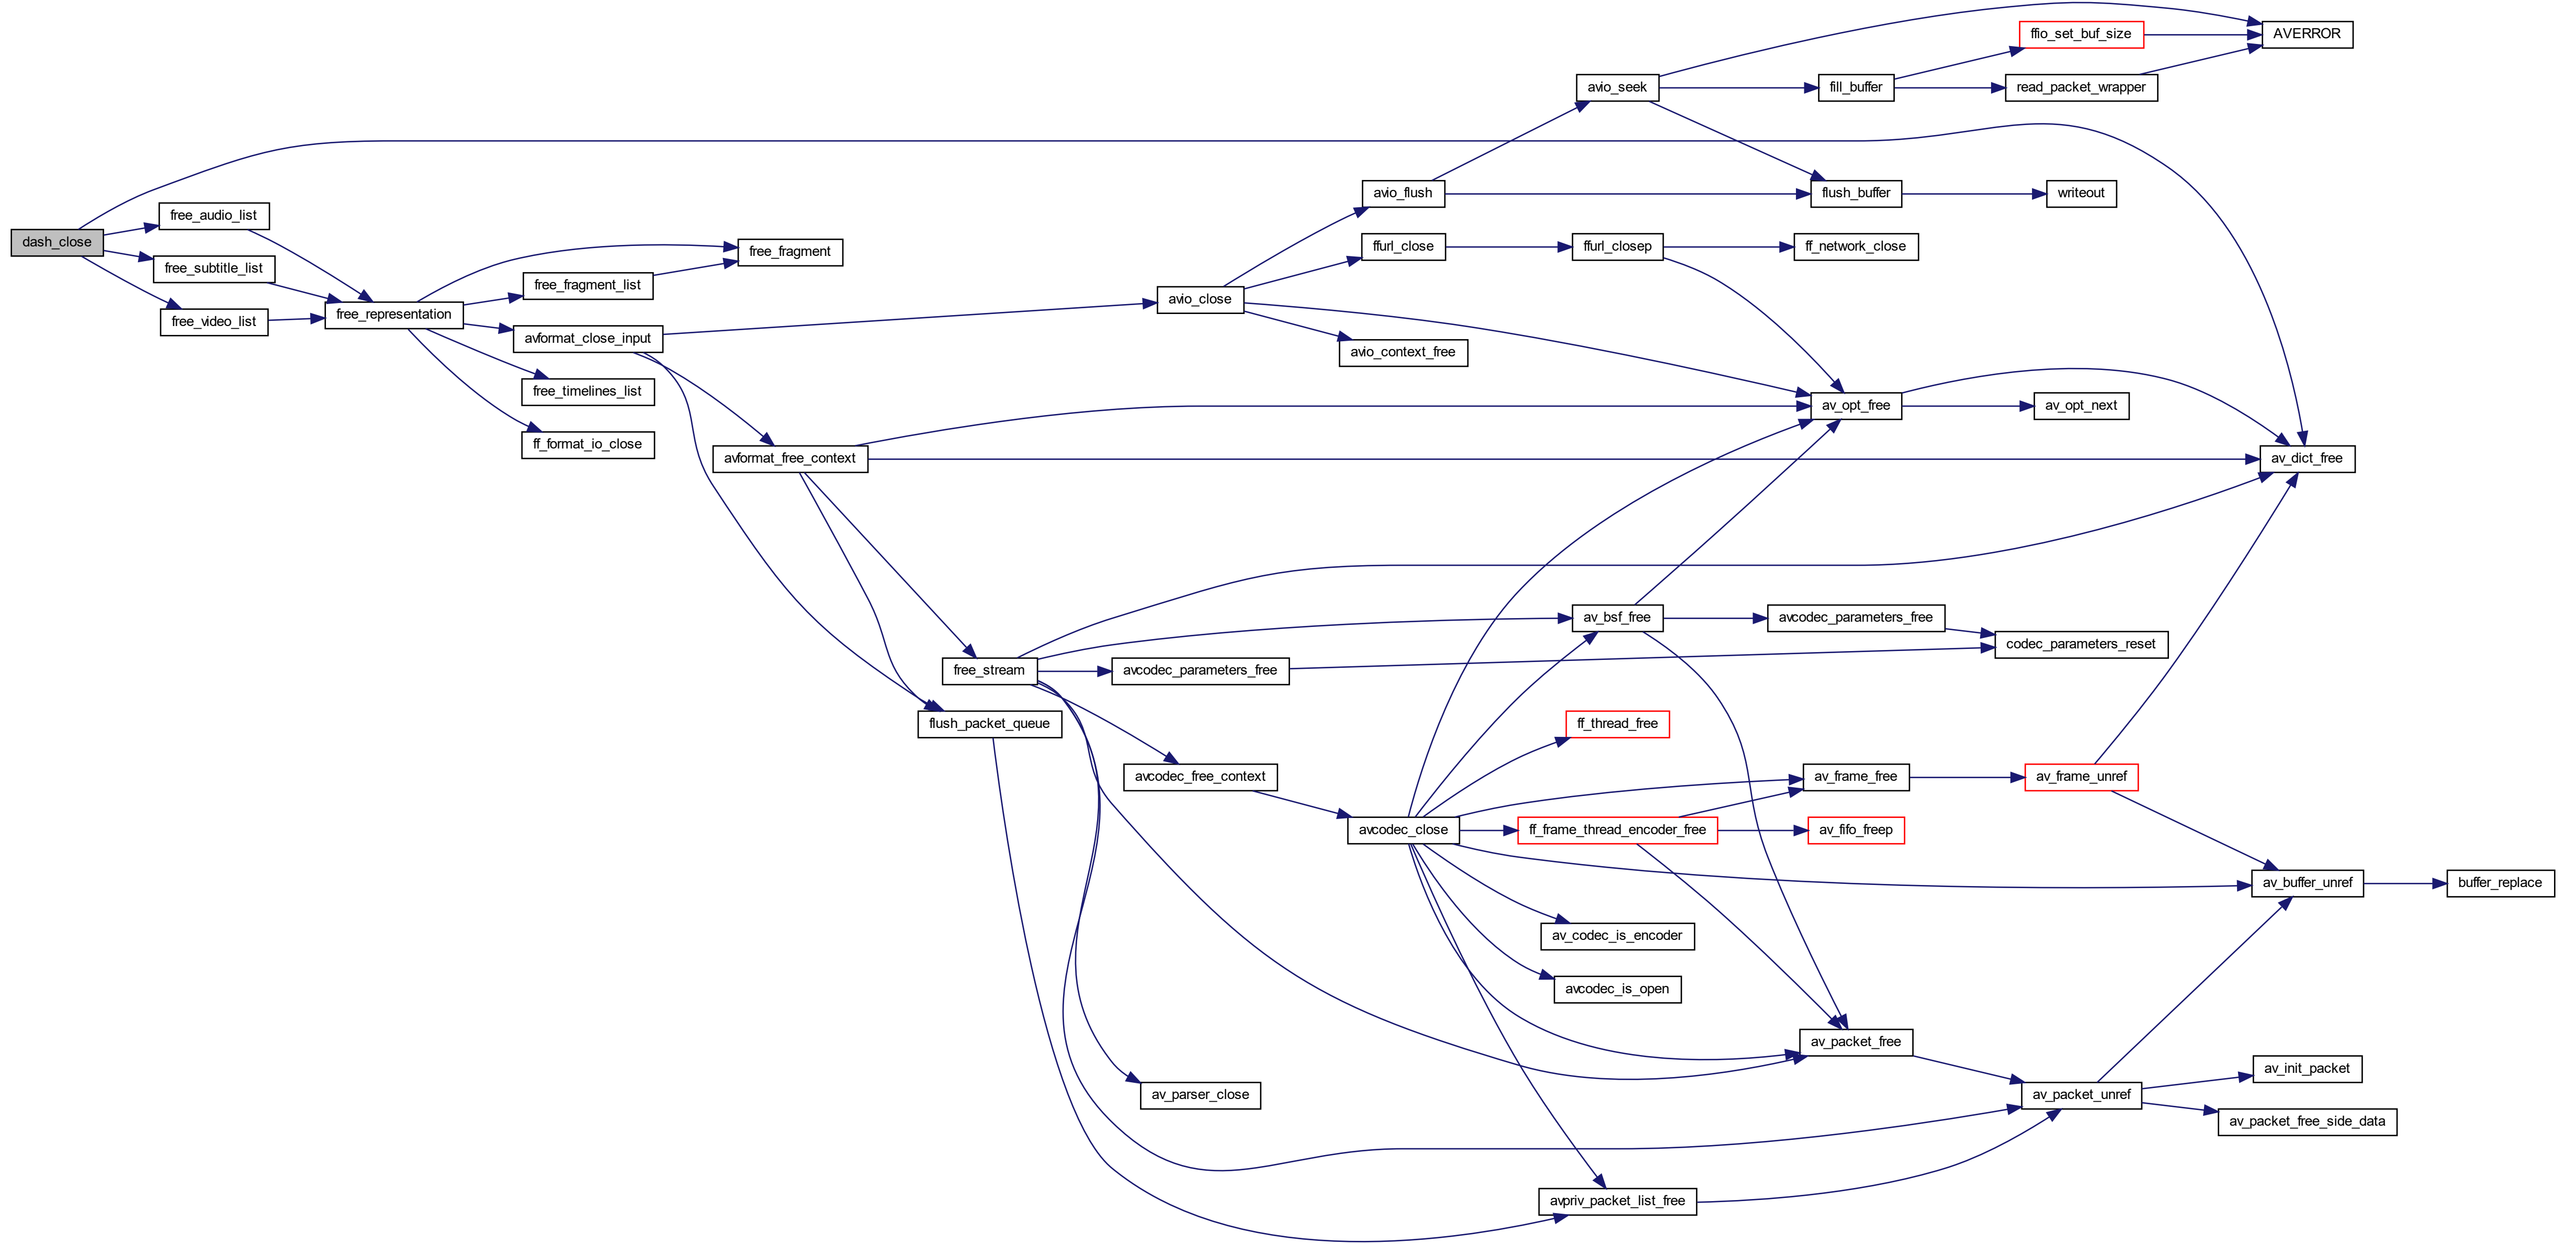 dash_close
free_audio_list
free_subtitle_list
free_video_list
free_representation
free_fragment
free_fragment_list
avformat_close_input
free_timelines_list
ff_format_io_close
avformat_free_context
free_stream
flush_packet_queue
avio_close
avio_flush
ffurl_close
avio_context_free
avio_seek
ffurl_closep
fill_buffer
flush_buffer
ff_network_close
ffio_set_buf_size
read_packet_wrapper
AVERROR
writeout
av_opt_free
av_opt_next
av_dict_free
av_bsf_free
avcodec_parameters_free
codec_parameters_reset
avcodec_parameters_free
avcodec_free_context
avcodec_close
ff_thread_free
av_frame_free
av_frame_unref
ff_frame_thread_encoder_free
av_fifo_freep
av_buffer_unref
buffer_replace
av_codec_is_encoder
avcodec_is_open
av_packet_free
av_parser_close
av_packet_unref
av_init_packet
av_packet_free_side_data
avpriv_packet_list_free